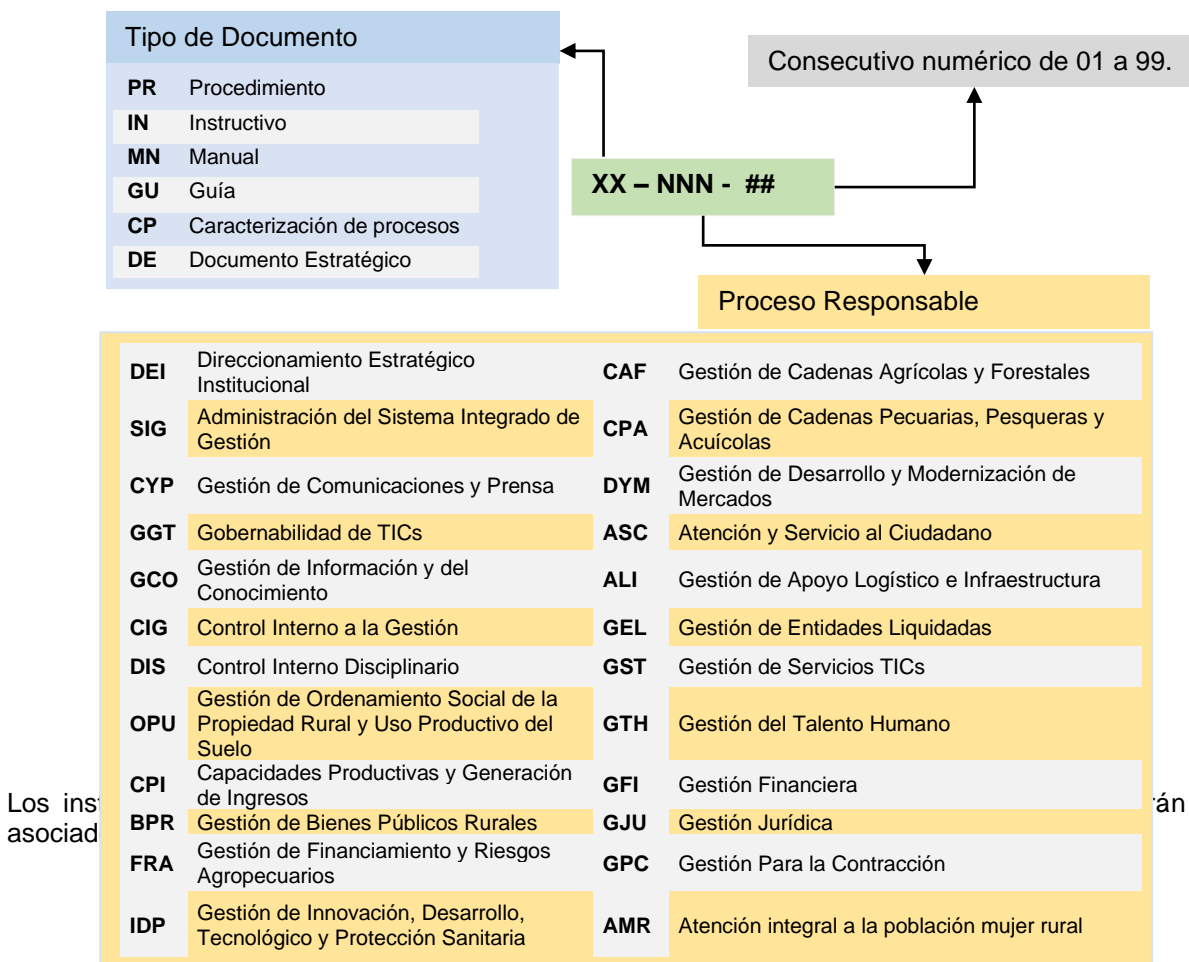 Tipo de Documento
PR Procedimiento
IN Instructivo
MN Manual
GU Guía
CP Caracterización de procesos
DE Documento Estratégico
Consecutivo numérico de 01 a 99.
XX – NNN - ##
Proceso Responsable
DEI Direccionamiento Estratégico
Institucional
SIG Administración del Sistema Integrado de
Gestión
CYP Gestión de Comunicaciones y Prensa
GGT Gobernabilidad de TICs
GCO Gestión de Información y del
Conocimiento
CIG Control Interno a la Gestión
DIS Control Interno Disciplinario
OPU Gestión de Ordenamiento Social de la
Propiedad Rural y Uso Productivo del
Suelo
CPI Capacidades Productivas y Generación
de Ingresos
BPR Gestión de Bienes Públicos Rurales
FRA Gestión de Financiamiento y Riesgos
Agropecuarios
IDP Gestión de Innovación, Desarrollo,
Tecnológico y Protección Sanitaria
CAF Gestión de Cadenas Agrícolas y Forestales
CPA Gestión de Cadenas Pecuarias, Pesqueras y
Acuícolas
DYM Gestión de Desarrollo y Modernización de
Mercados
ASC Atención y Servicio al Ciudadano
ALI Gestión de Apoyo Logístico e Infraestructura
GEL Gestión de Entidades Liquidadas
GST Gestión de Servicios TICs
GTH Gestión del Talento Humano
GFI Gestión Financiera
GJU Gestión Jurídica
GPC Gestión Para la Contracción
AMR Atención integral a la población mujer rural
Los